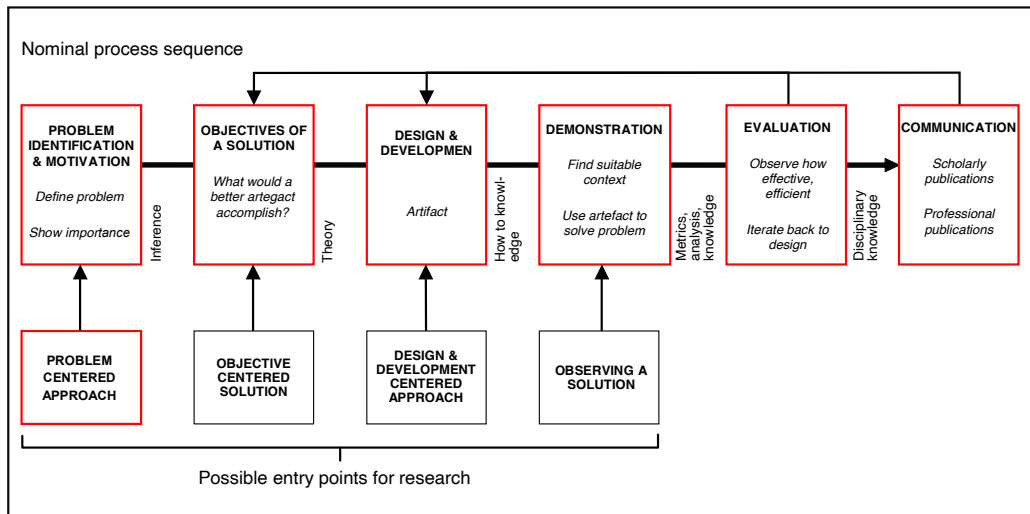 Nominal process sequence
PROBLEM
IDENTIFICATION
& MOTIVATION
Define problem
Show importance
Inference
OBJECTIVES OF
A SOLUTION
What would a
better artegact
accomplish?
Theory
DESIGN &
DEVELOPMEN
Artifact
How to knowl-
edge
DEMONSTRATION
Find suitable
context
Use artefact to
solve problem
Metrics,
analysis,
knowledge
EVALUATION
Observe how
effective,
efficient
Iterate back to
design
Disciplinary
knowledge
COMMUNICATION
Scholarly
publications
Professional
publications
PROBLEM
CENTERED
APPROACH
OBJECTIVE
CENTERED
SOLUTION
DESIGN &
DEVELOPMENT
CENTERED
APPROACH
OBSERVING A
SOLUTION
Possible entry points for research